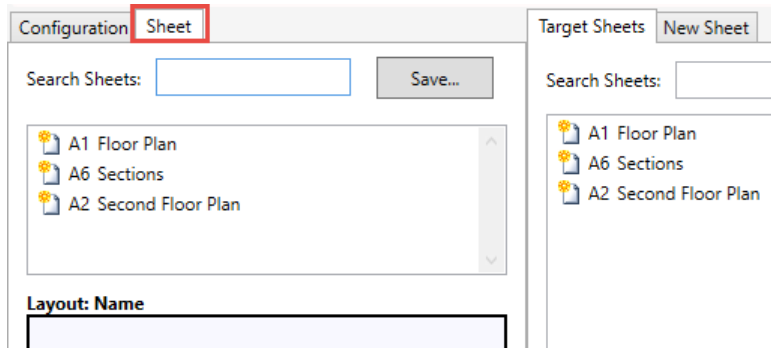 Configuration Sheet
Search Sheets: Save...
A1 Floor Plan
A6 Sections
A2 Second Floor Plan
Layout: Name
Target Sheets New Sheet
Search Sheets:
A1 Floor Plan
A6 Sections
A2 Second Floor Plan